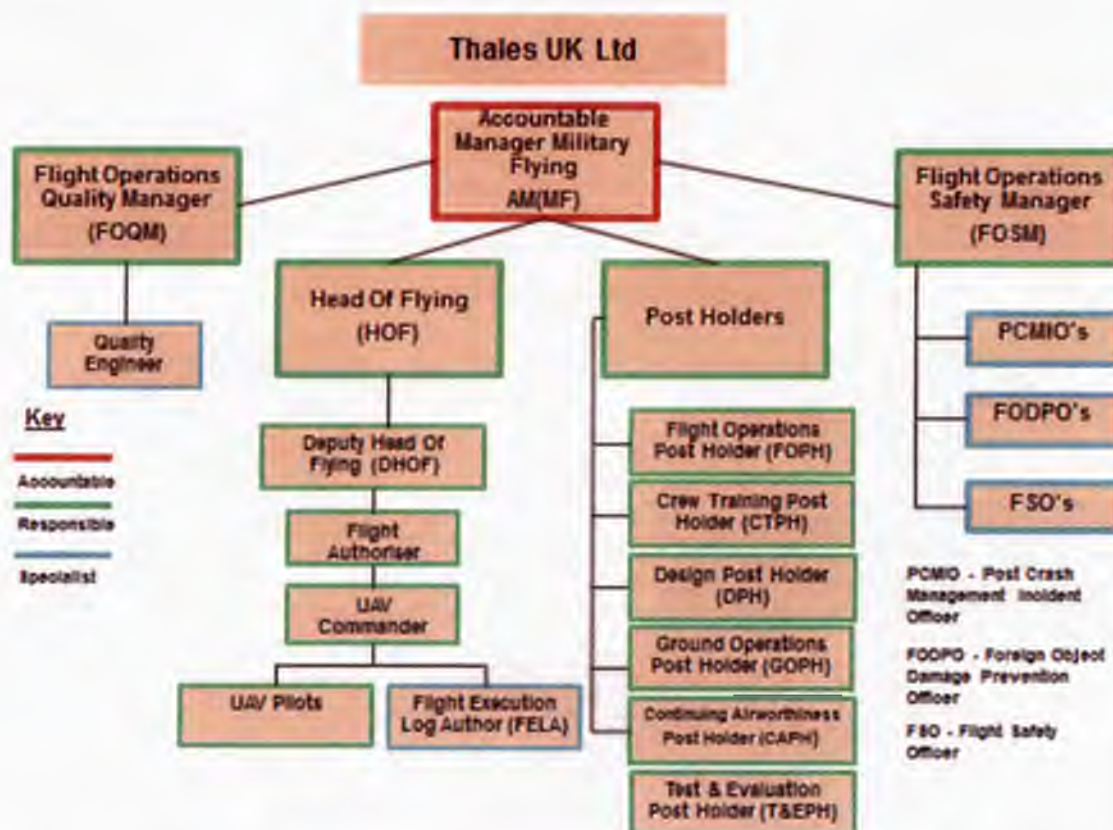 Thales UK Ltd
Accountable
Manager Military
Flying
AM(MF)
Flight Operations
Quality Manager
(FOQM)
Flight Operations
Safety Manager
(FOSM)
Head Of Flying
(HOF)
Post Holders
Quality
Engineer
PCMIO's
FODPO's
FSO's
Key
Accountable
Responsible
Specialist
Deputy Head Of
Flying (DHOF)
Flight
Authoriser
UAV
Commander
UAV Pilots
Flight Execution
Log Author (FELA)
Flight Operations
Post Holder (FOPH)
Crew Training Post
Holder (CTPH)
Design Post Holder
(DPH)
Ground Operations
Post Holder (GOPH)
Continuing Airworthiness
Post Holder (CAPH)
Test & Evaluation
Post Holder (T&EPH)
PCMIO - Post Crash
Management Incident
Officer
FODPO - Foreign Object
Damage Prevention
Officer
FSO - Flight Safety
Officer